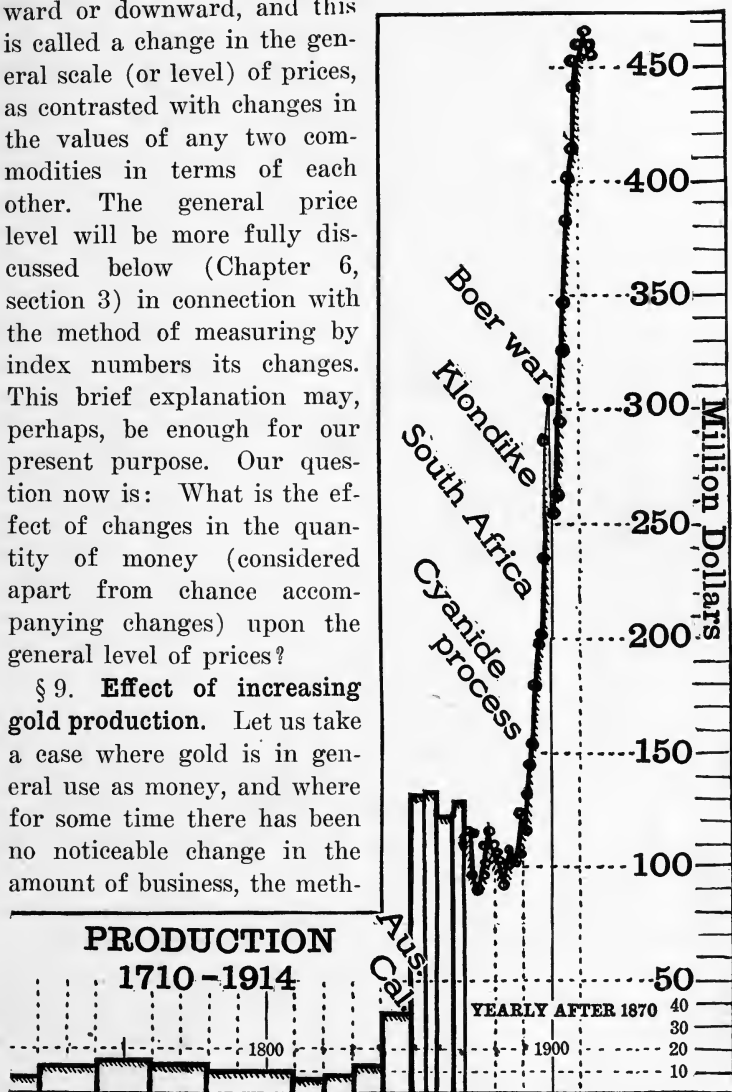 ward or downward, and this
is called a change in the gen-
eral scale (or level) of prices,
as contrasted with changes in
the values of any two com-
modities in terms of each
other. The general price
level will be more fully dis-
cussed below (Chapter 6,
section 3) in connection with
the method of measuring by
index numbers its changes.
This brief explanation may,
perhaps, be enough for our
present purpose. Our ques-
tion now is: What is the ef-
fect of changes in the quan-
tity of money (considered
apart from chance accom-
panying changes) upon the
general level of prices?
§ 9. Effect of increasing
gold production. Let us take
a case where gold is in gen-
eral use as money, and where
for some time there has been
no noticeable change in the
amount of business, the meth-
PRODUCTION
1710-1914
1800
Aus.
Cal.
Cyanide
process
South Africa
Klondike
Boer war
450
400
350
300
250
200
150
100
50
40
30
20
10
Million Dollars
YEARLY AFTER 1870
1900